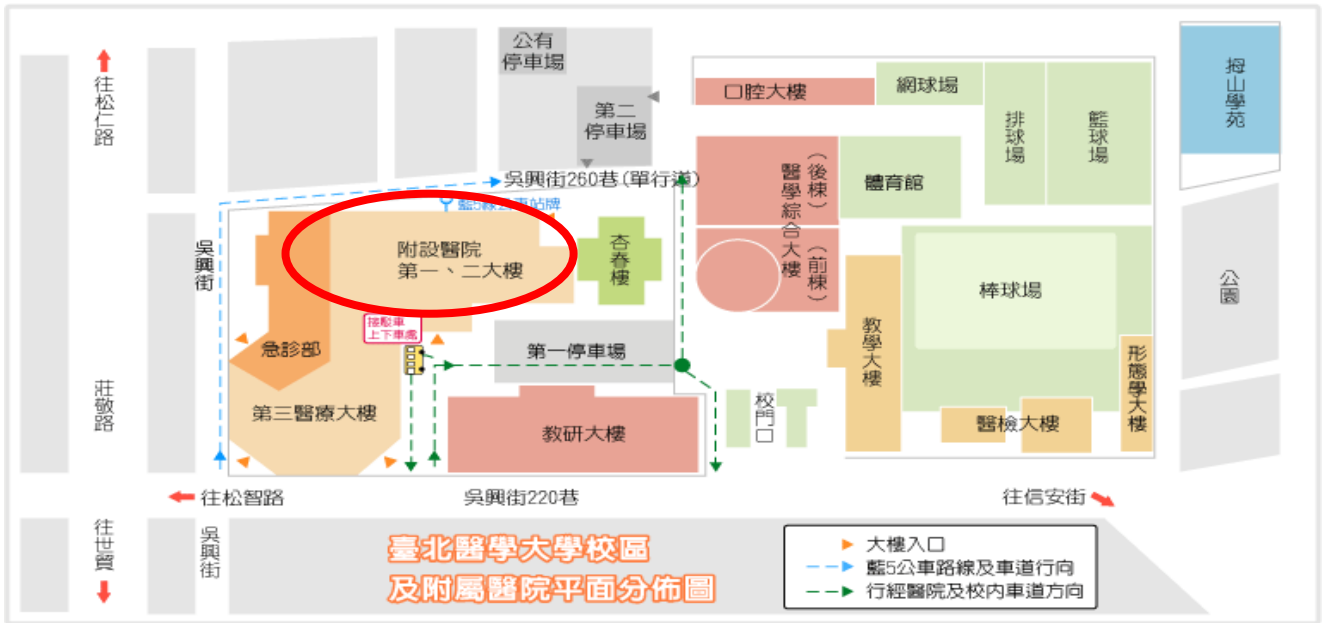 公有
停車場
口腔大樓
網球場
排球場
籃球場
拇山學苑
往松仁路
第二
停車場
吳興街260巷(單行道)
藍5線公車站牌
醫學綜合大樓
(後棟)
(前棟)
體育館
吳興街
附設醫院
第一、二大樓
杏春樓
棒球場
公園
接駁車
上下車處
急診部
第一停車場
教學大樓
形態學大樓
莊敬路
第三醫療大樓
教研大樓
校門口
醫檢大樓
往松智路
吳興街220巷
往信安街
往世貿
吳興街
臺北醫學大學校區
及附屬醫院平面分佈圖
大樓入口
藍5公車路線及車道行向
行經醫院及校內車道方向